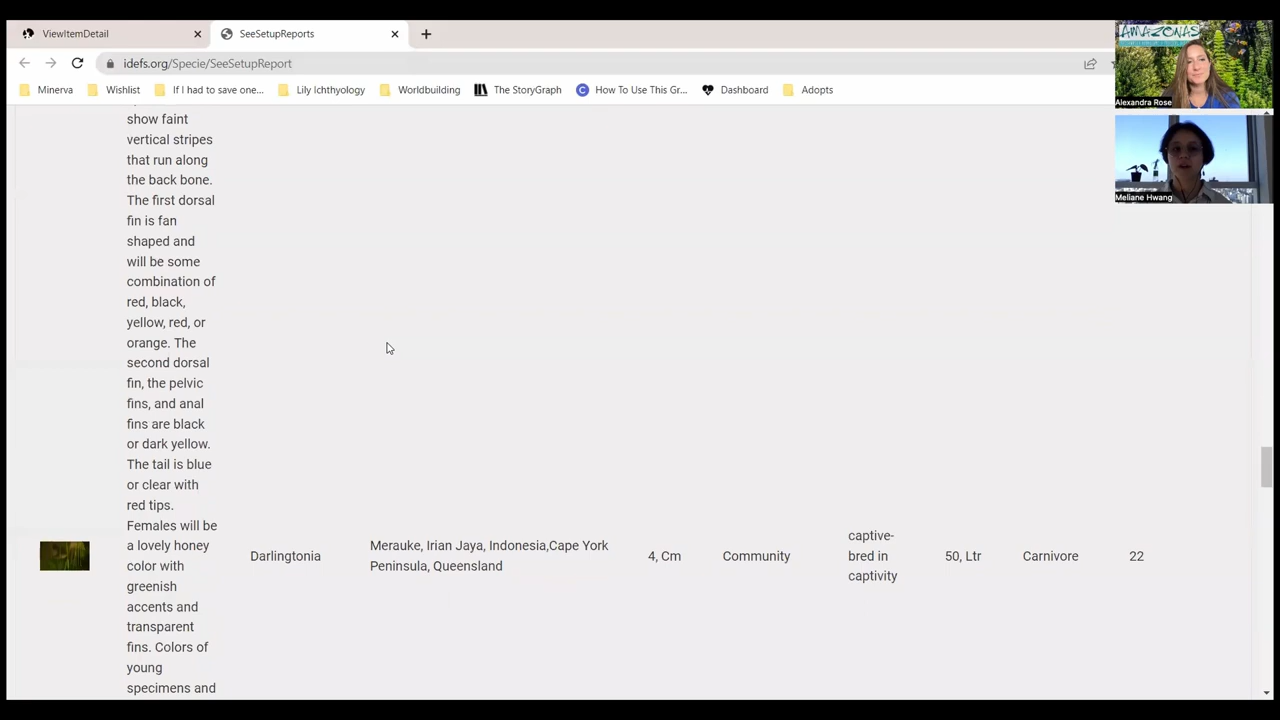 ViewItemDetail
SeeSetupReports
idefs.org/Specie/SeeSetupReport
Minerva
Wishlist
If I had to save one...
Lily Ichthyology
Worldbuilding
The StoryGraph
How To Use This Gr...
Dashboard
Adopts
AMAZONAS
Alexandra Rose
Meliane Hwang
show faint
vertical stripes
that run along
the back bone.
The first dorsal
fin is fan
shaped and
will be some
combination of
red, black,
yellow, red, or
orange. The
second dorsal
fin, the pelvic
fins, and anal
fins are black
or dark yellow.
The tail is blue
or clear with
red tips.
Females will be
a lovely honey
color with
greenish
accents and
transparent
fins. Colors of
young
specimens and
Darlingtonia
Merauke, Irian Jaya, Indonesia,Cape York
Peninsula, Queensland
4, Cm
Community
captive-
bred in
captivity
50, Ltr
Carnivore
22